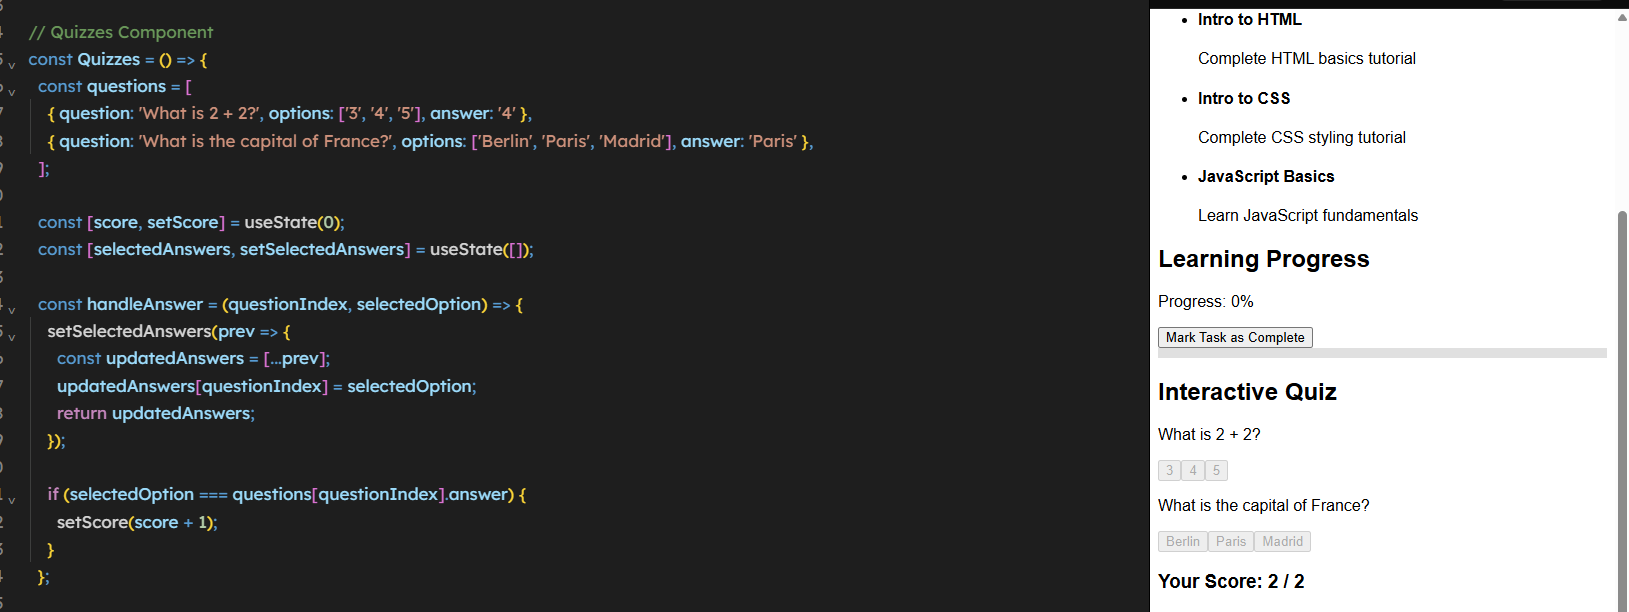 // Quizzes Component
const Quizzes = () => {
const questions = [
{ question: 'What is 2 + 2?', options: ['3', '4', '5'], answer: '4' },
{ question: 'What is the capital of France?', options: ['Berlin', 'Paris', 'Madrid'], answer: 'Paris' },
];
const [score, setScore] = useState(0);
const [selectedAnswers, setSelectedAnswers] = useState([]);
const handleAnswer = (questionIndex, selectedOption) => {
setSelectedAnswers(prev => {
const updatedAnswers = [...prev];
updatedAnswers[questionIndex] = selectedOption;
return updatedAnswers;
});
if (selectedOption === questions[questionIndex].answer) {
setScore(score + 1);
}
};
Intro to HTML
Complete HTML basics tutorial
Intro to CSS
Complete CSS styling tutorial
JavaScript Basics
Learn JavaScript fundamentals
Learning Progress
Progress: 0%
Mark Task as Complete
Interactive Quiz
What is 2 + 2?
3 4 5
What is the capital of France?
Berlin Paris Madrid
Your Score: 2 / 2